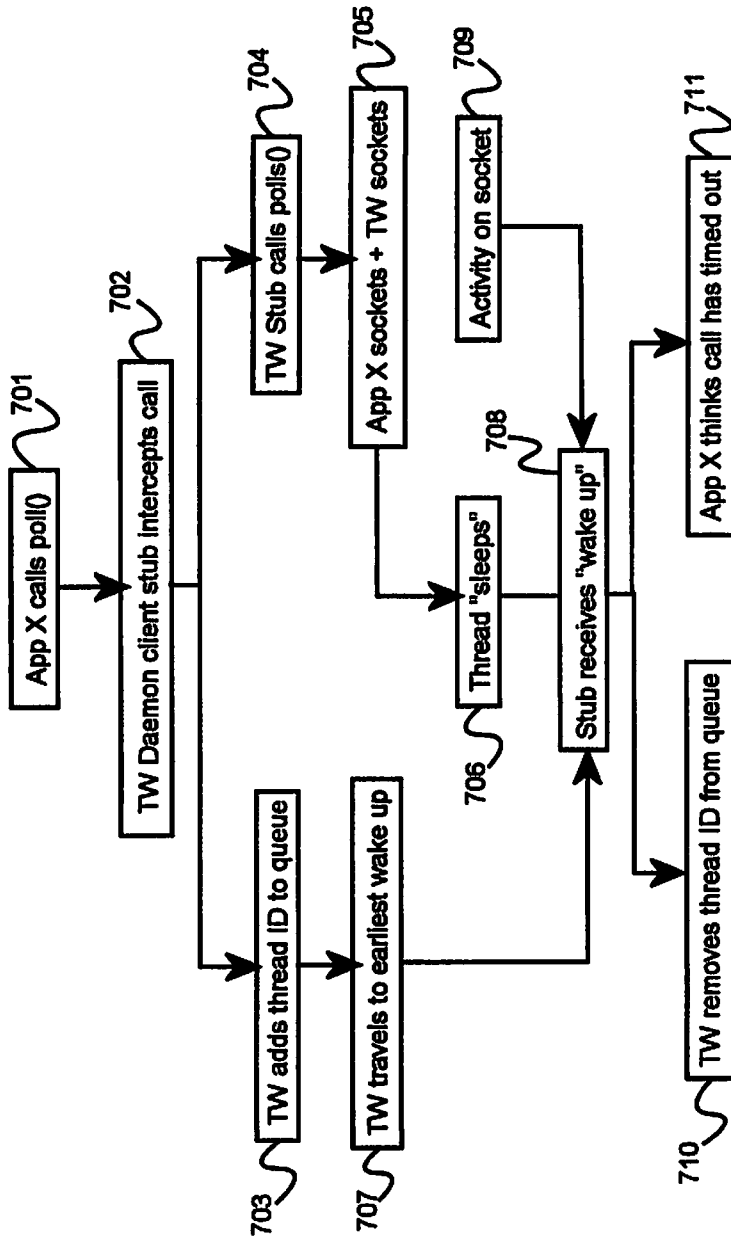 App X calls poll()
701
TW Daemon client stub intercepts call
702
TW adds thread ID to queue
703
TW Stub calls polls()
704
TW travels to earliest wake up
707
App X sockets + TW sockets
705
Thread "sleeps"
706
Activity on socket
709
Stub receives "wake up"
708
TW removes thread ID from queue
710
App X thinks call has timed out
711